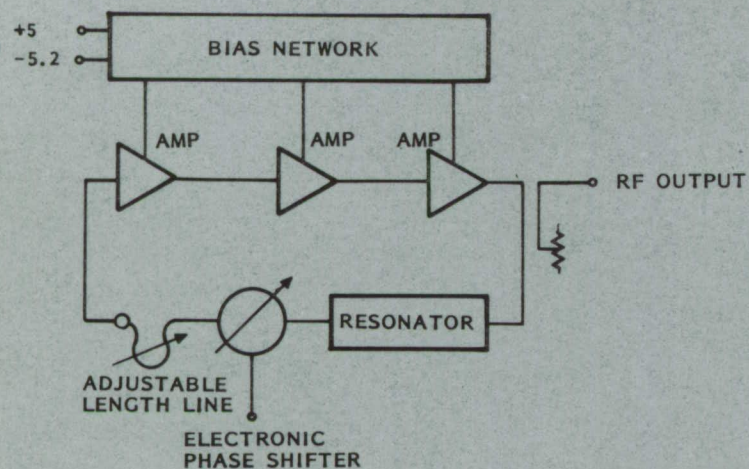 +5
-5.2
BIAS NETWORK
AMP
AMP
AMP
RF OUTPUT
RESONATOR
ADJUSTABLE
LENGTH LINE
ELECTRONIC
PHASE SHIFTER